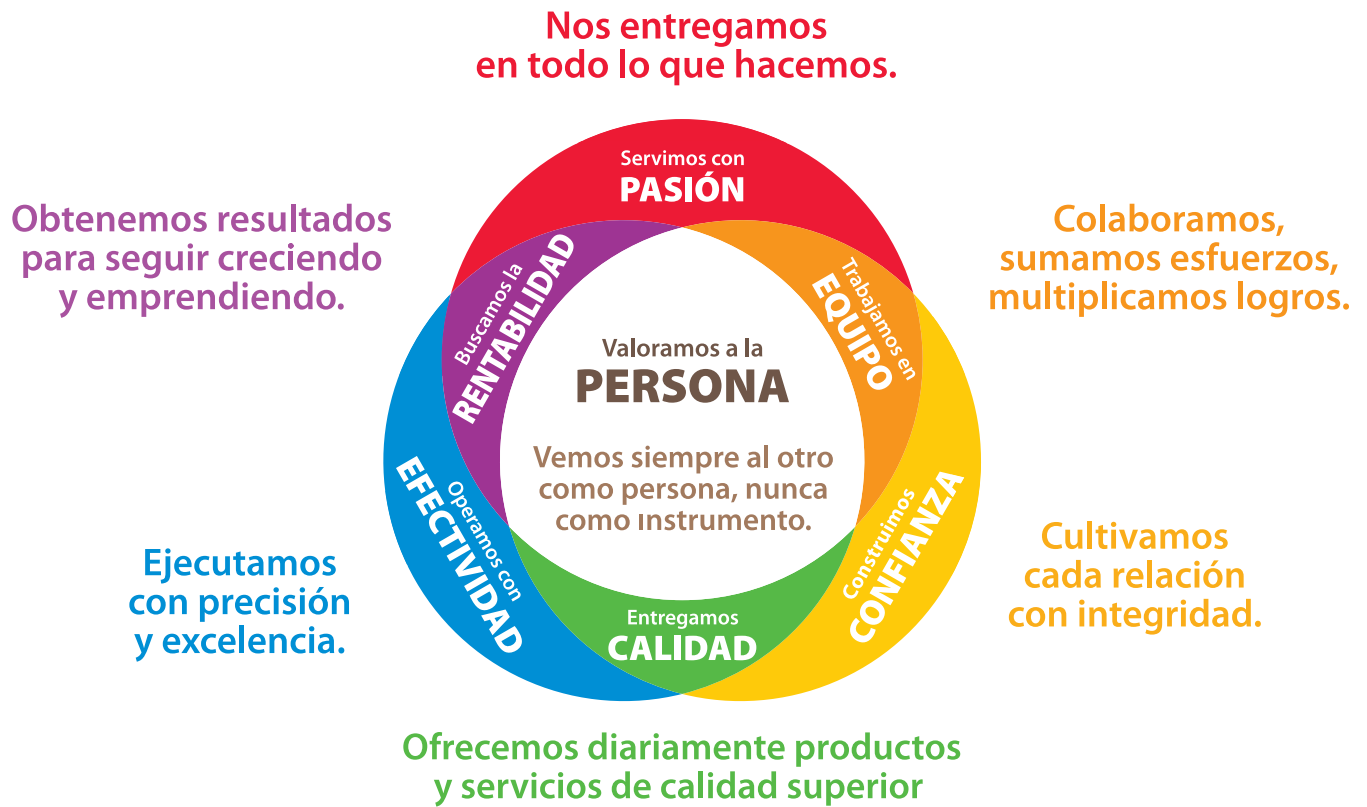 Nos entregamos
en todo lo que hacemos.
Servimos con
PASIÓN
Obtenemos resultados
para seguir creciendo
y emprendiendo.
Buscamos la
RENTABILIDAD
Trabajamos en
EQUIPO
Colaboramos,
sumamos esfuerzos,
multiplicamos logros.
Valoramos a la
PERSONA
Vemos siempre al otro
como persona, nunca
como ınstrumento.
Ejecutamos
con precisión
y excelencia.
Operamos con
EFECTIVIDAD
Construimos
CONFIANZA
Cultivamos
cada relación
con integridad.
Entregamos
CALIDAD
Ofrecemos diariamente productos
y servicios de calidad superior